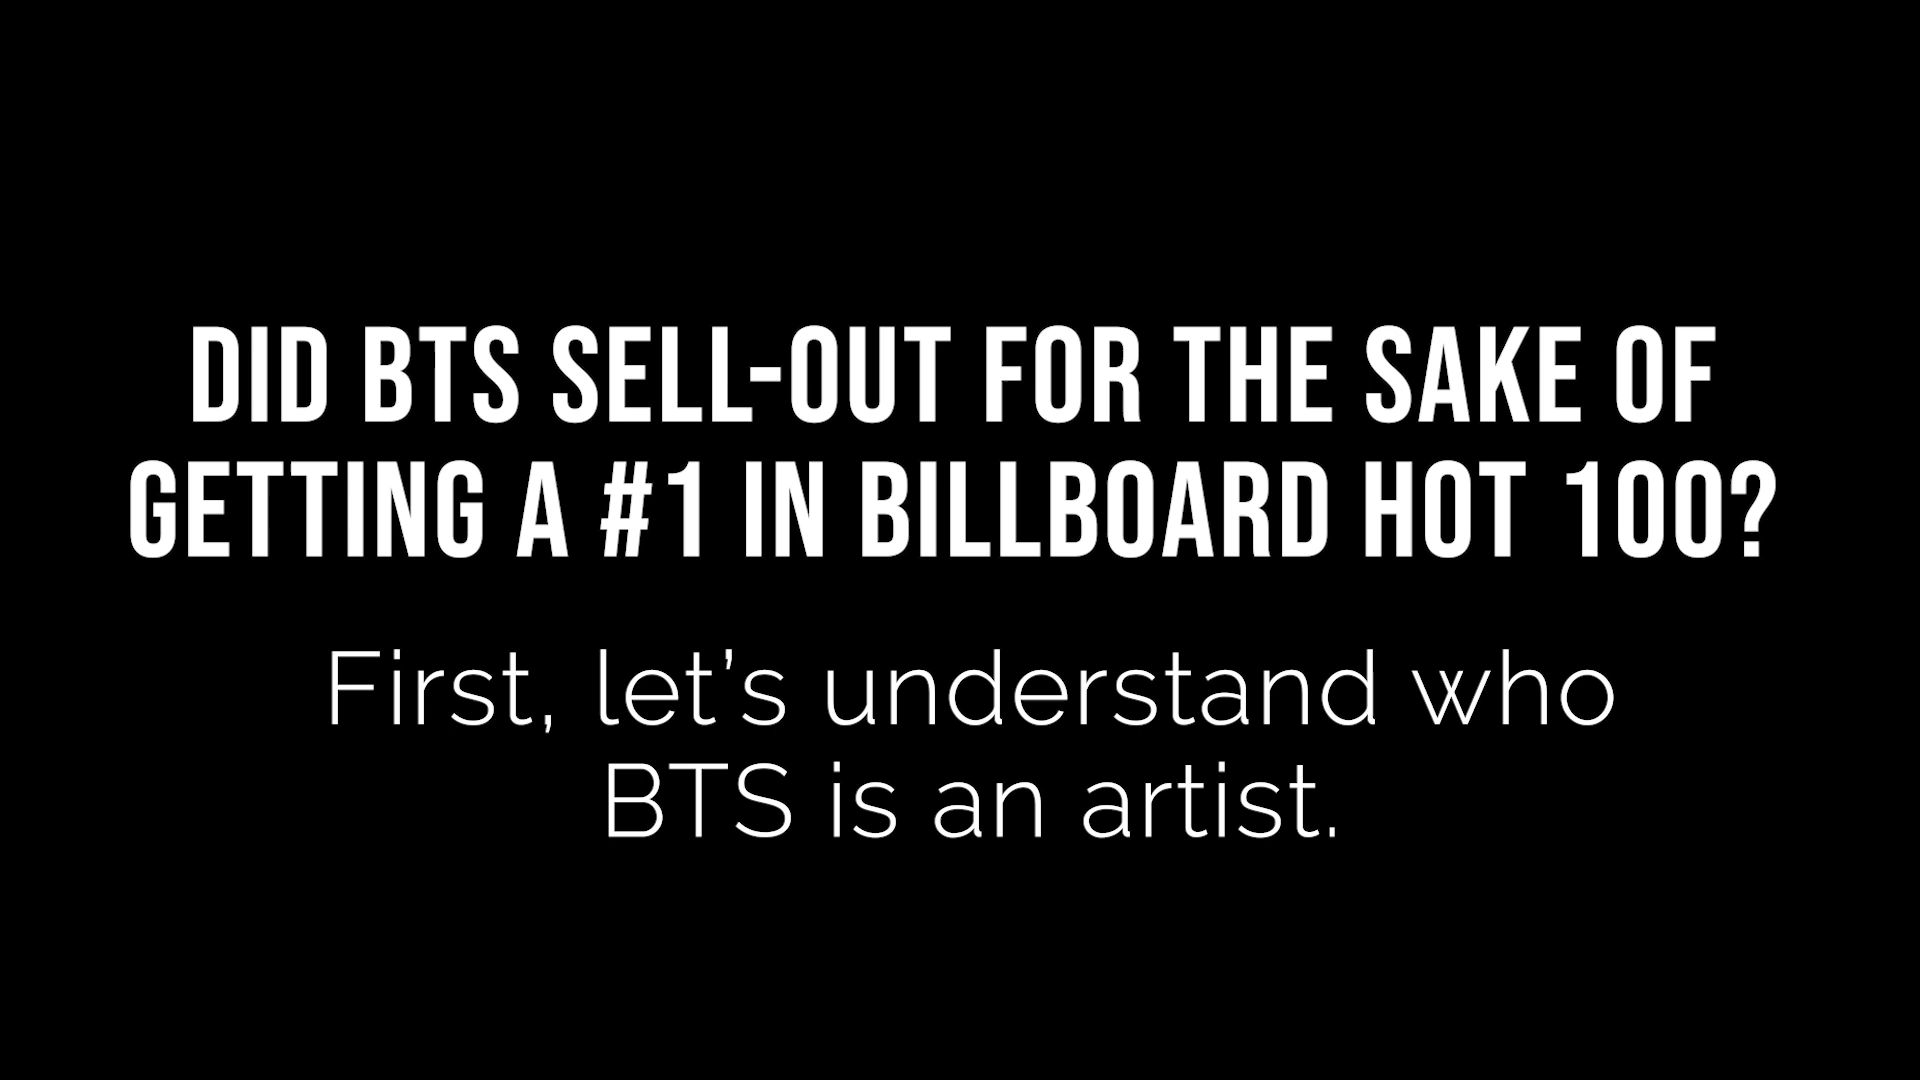 DID BTS SELL-OUT FOR THE SAKE OF
GETTING A #1 IN BILLBOARD HOT 100?
First, let’s understand who
BTS is an artist.